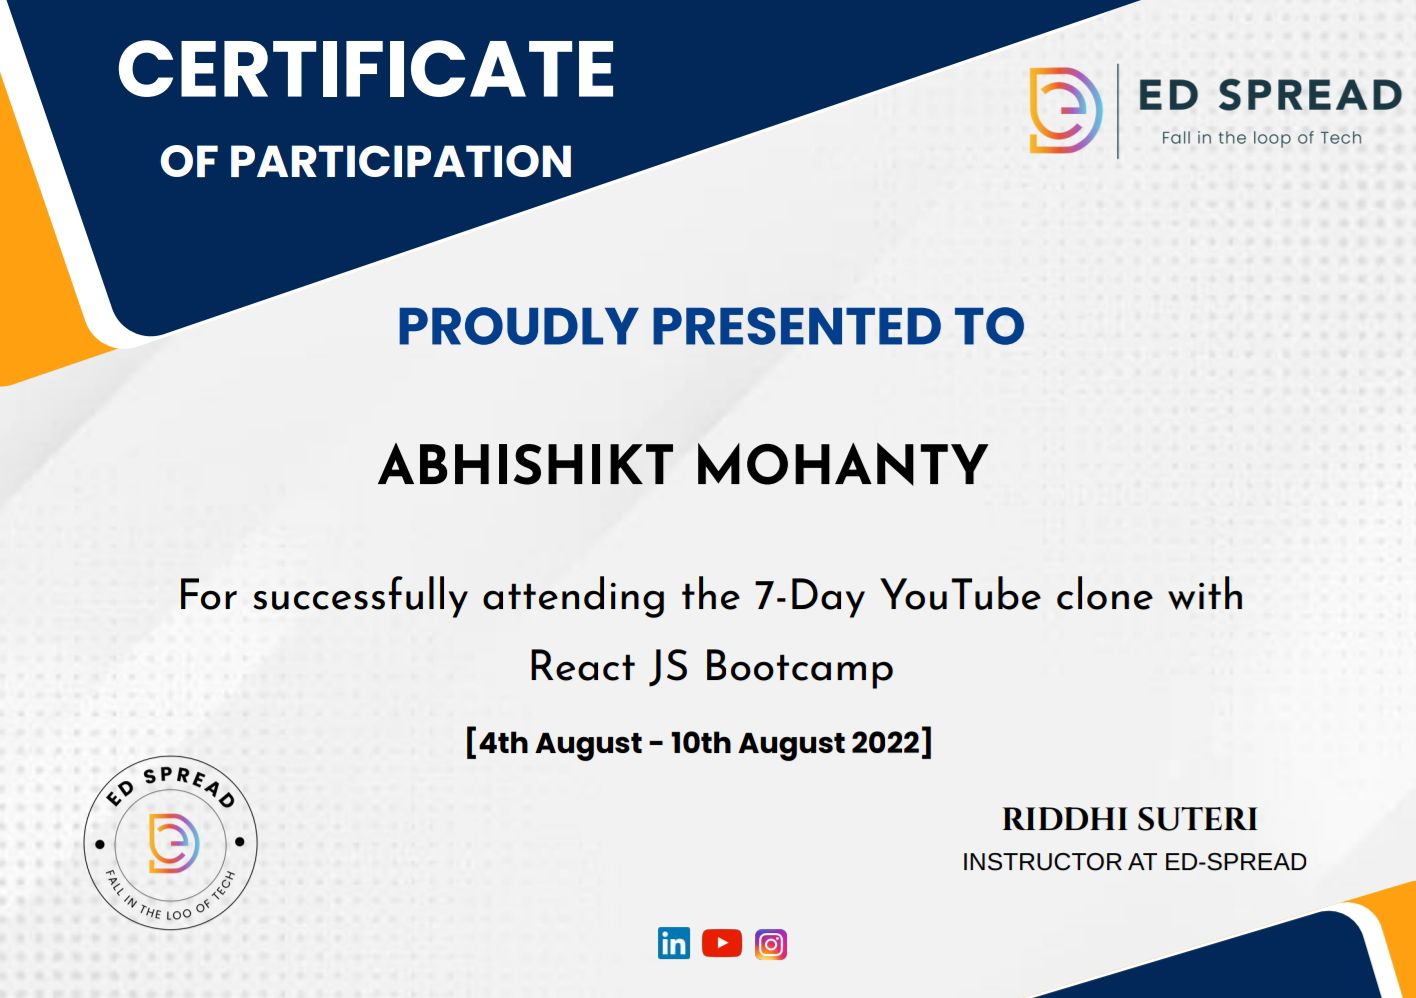 CERTIFICATE
OF PARTICIPATION
ED SPREAD
Fall in the loop of Tech
PROUDLY PRESENTED TO
ABHISHIKT MOHANTY
For successfully attending the 7-Day YouTube clone with
React JS Bootcamp
[4th August - 10th August 2022]
ED SPREAD
FALL IN THE LOO OF TECH
RIDDHI SUTERI
INSTRUCTOR AT ED-SPREAD
in